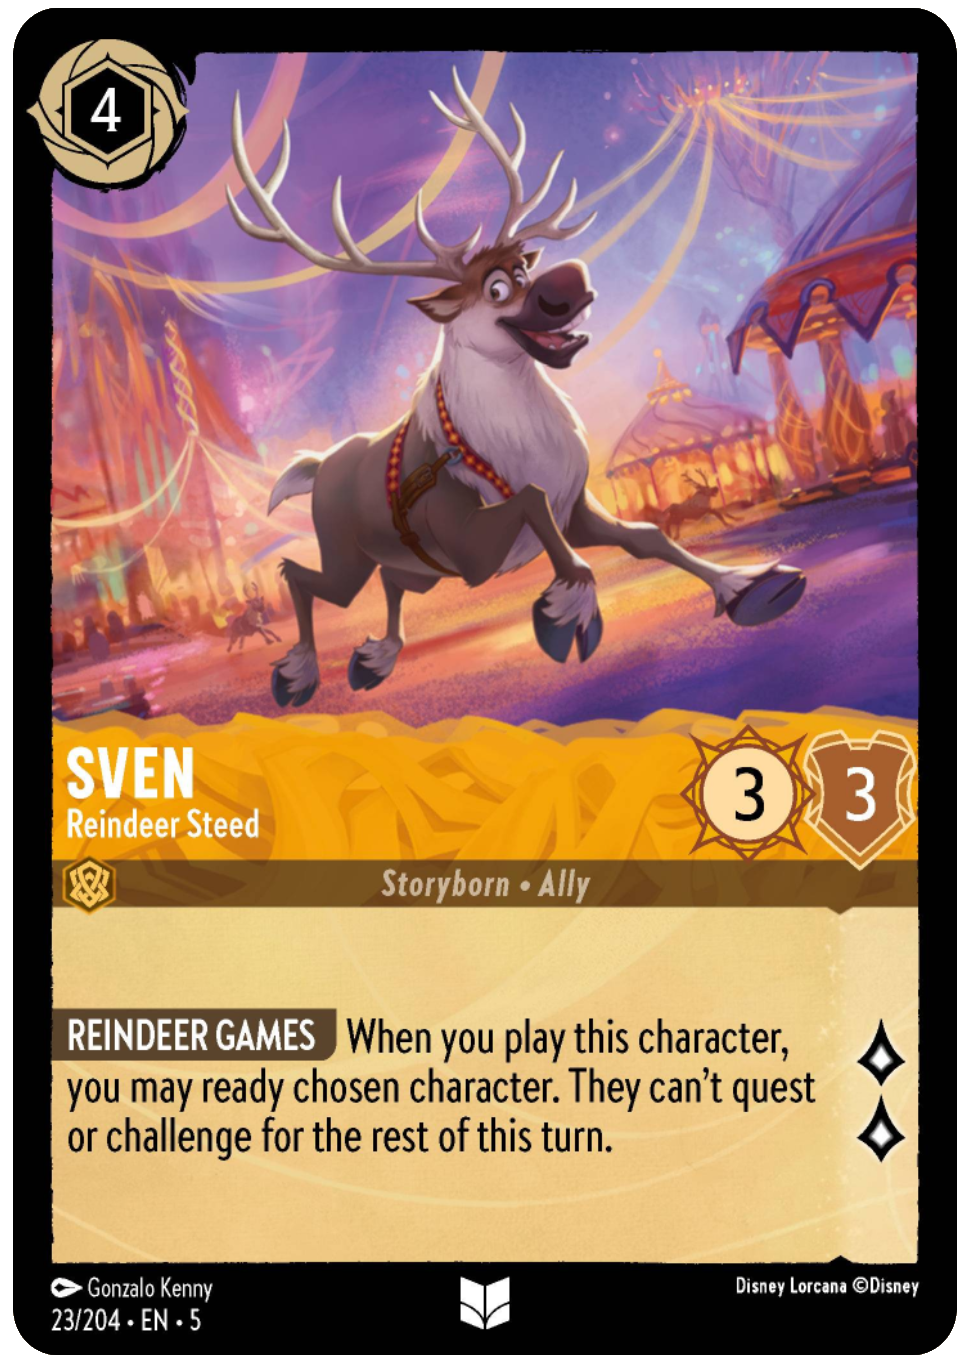 4
SVEN
Reindeer Steed
3
3
Storyborn • Ally
REINDEER GAMES When you play this character,
you may ready chosen character. They can't quest
or challenge for the rest of this turn.
Gonzalo Kenny
Disney Lorcana ©Disney
23/204 • EN • 5